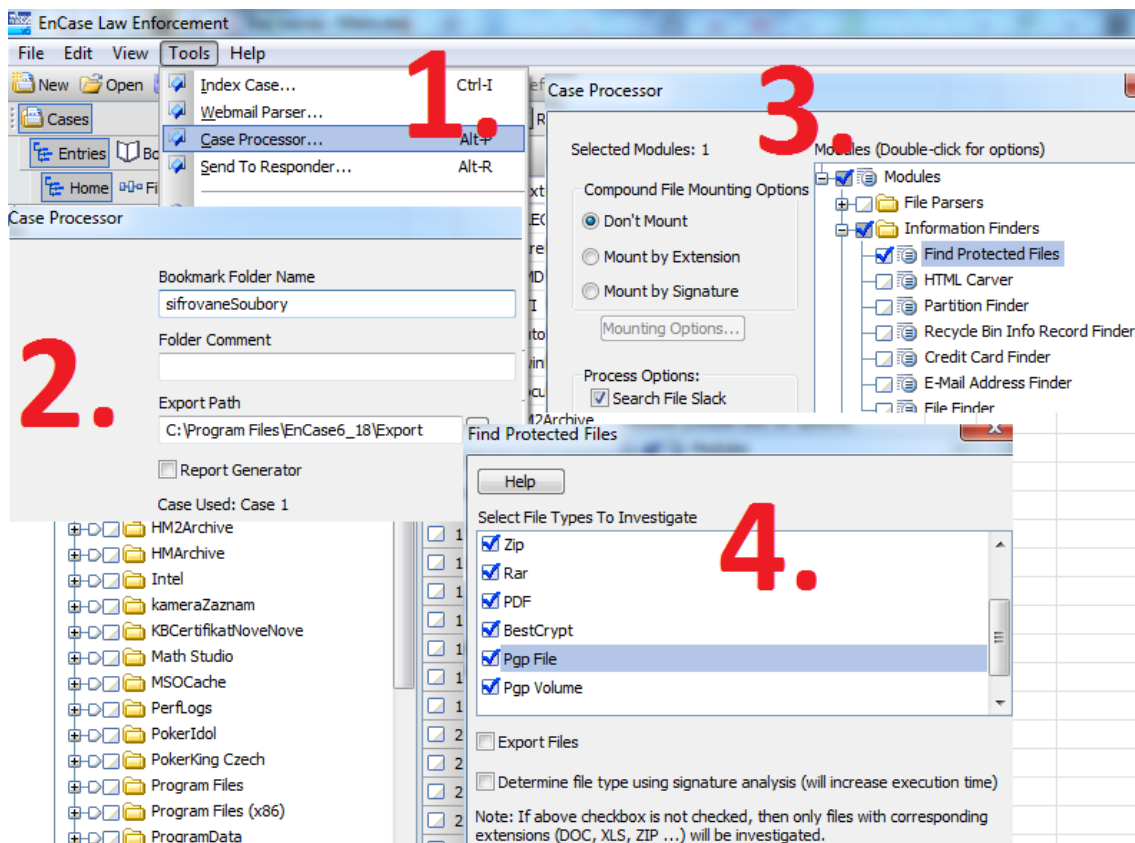 EnCase Law Enforcement
File Edit View Tools Help
New Open
Index Case... Ctrl-I
Webmail Parser...
Case Processor... Alt-P
Send To Responder... Alt-R
Cases
Entries
Home
1.
Case Processor
Bookmark Folder Name
sifrovaneSoubory
Folder Comment
Export Path
C:\Program Files\EnCase6_18\Export
Report Generator
Case Used: Case 1
2.
Case Processor
3.
Selected Modules: 1
Modules (Double-click for options)
Compound File Mounting Options
Don't Mount
Mount by Extension
Mount by Signature
Mounting Options...
Process Options:
Search File Slack
Modules
File Parsers
Information Finders
Find Protected Files
HTML Carver
Partition Finder
Recycle Bin Info Record Finder
Credit Card Finder
E-Mail Address Finder
File Finder
HM2Archive
HMArchive
Intel
kameraZaznam
KBCertifikatNoveNove
Math Studio
MSOCache
PerfLogs
PokerIdol
PokerKing Czech
Program Files
Program Files (x86)
ProgramData
Find Protected Files
Help
Select File Types To Investigate
4.
Zip
Rar
PDF
BestCrypt
Pgp File
Pgp Volume
Export Files
Determine file type using signature analysis (will increase execution time)
Note: If above checkbox is not checked, then only files with corresponding
extensions (DOC, XLS, ZIP ...) will be investigated.